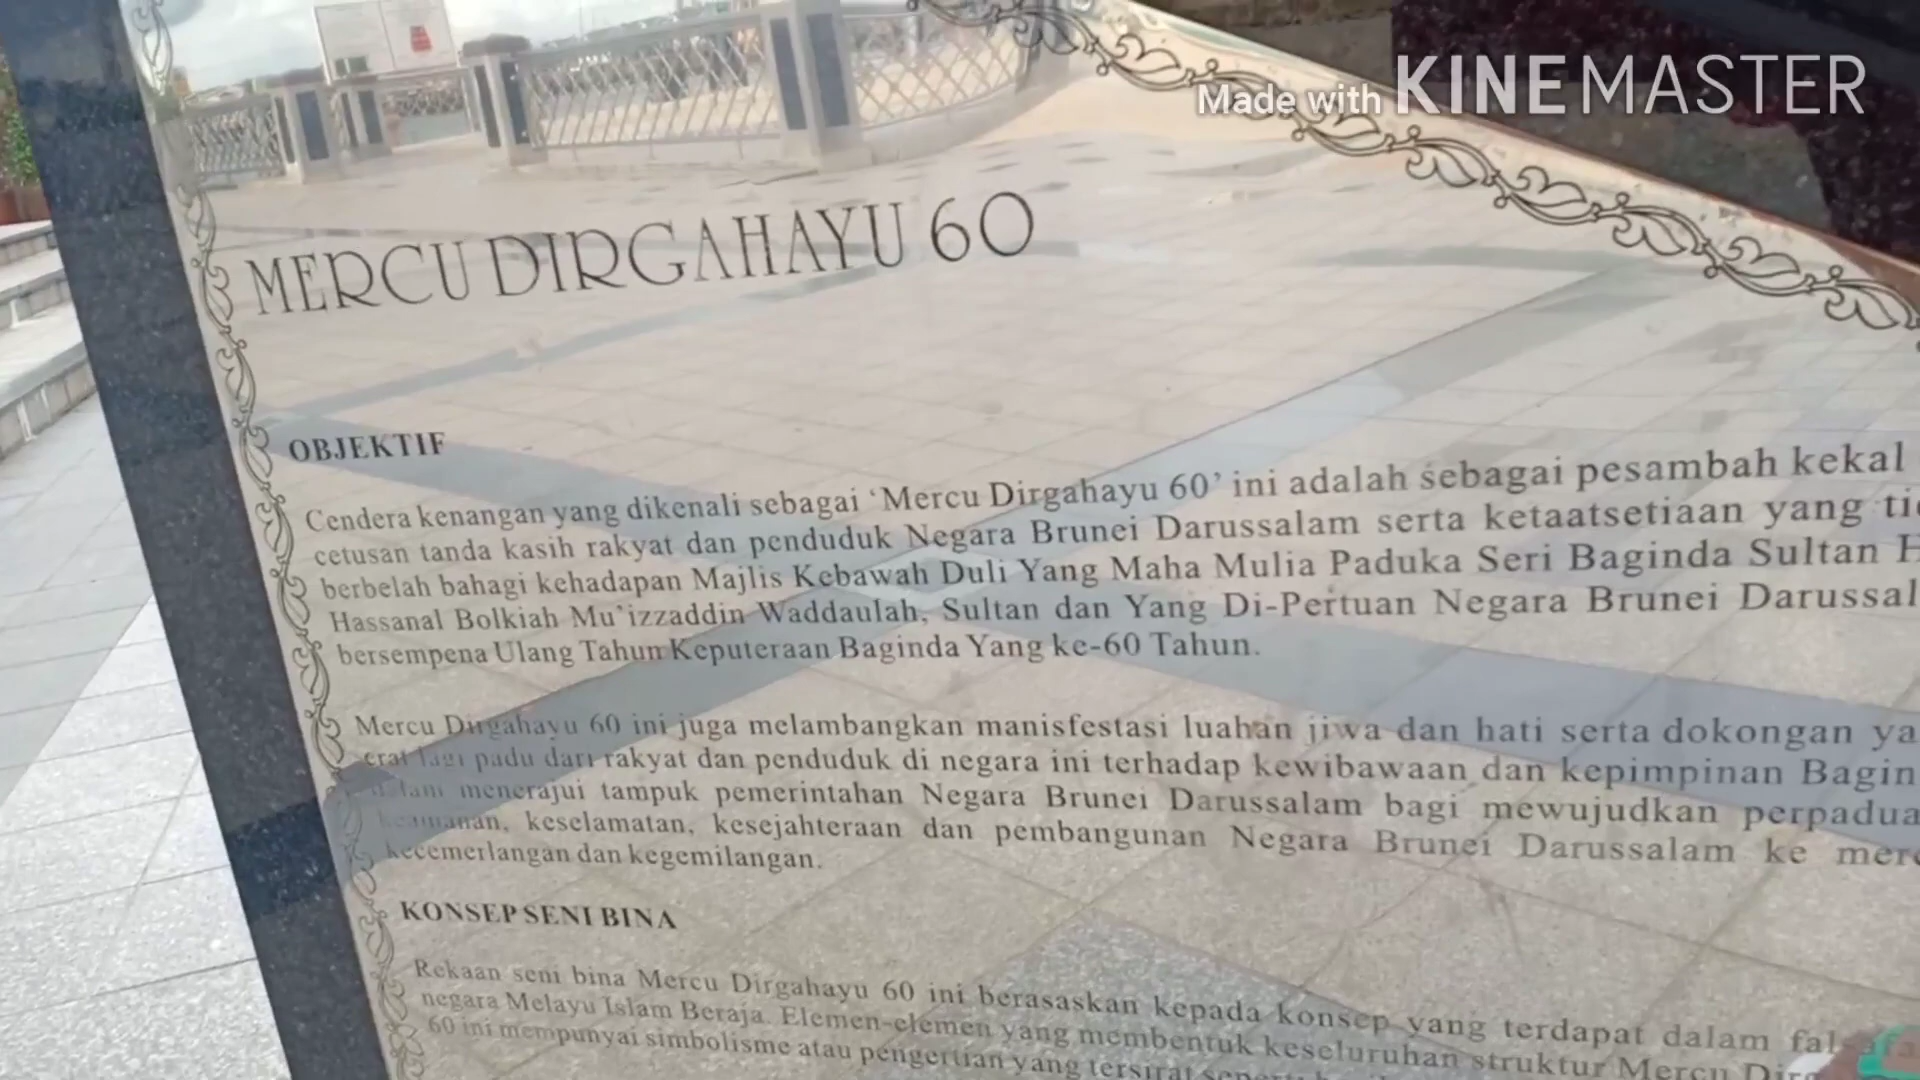 Made with KINEMASTER
MERCU DIRGAHAYU 60
OBJEKTIF
Cendera kenangan yang dikenali sebagai ‘Mercu Dirgahayu 60’ ini adalah sebagai pesambah kekal
cetusan tanda kasih rakyat dan penduduk Negara Brunei Darussalam serta ketaatsetiaan yang
berbelah bahagi kehadapan Majlis Kebawah Duli Yang Maha Mulia Paduka Seri Baginda Sultan
Hassanal Bolkiah Mu’izzaddin Waddaulah, Sultan dan Yang Di-Pertuan Negara Brunei
bersempena Ulang Tahun Keputeraan Baginda Yang ke-60 Tahun.
Mercu Dirgahayu 60 ini juga melambangkan manisfestasi luahan jiwa dan hati serta dokongan
erat lagi padu dari rakyat dan penduduk di negara ini terhadap kewibawaan dan kepimpinan
dalam menerajui tampuk pemerintahan Negara Brunei Darussalam bagi mewujudkan
keamanan, keselamatan, kesejahteraan dan pembangunan Negara Brunei Darussalam ke
kecemerlangan dan kegemilangan.
KONSEP SENI BINA
Rekaan seni bina Mercu Dirgahayu 60 ini berasaskan kepada konsep yang terdapat dalam
negara Melayu Islam Beraja. Elemen-elemen yang membentuk keseluruhan struktur Mercu
60 ini mempunyai simbolisme atau pengertian yang tersirat